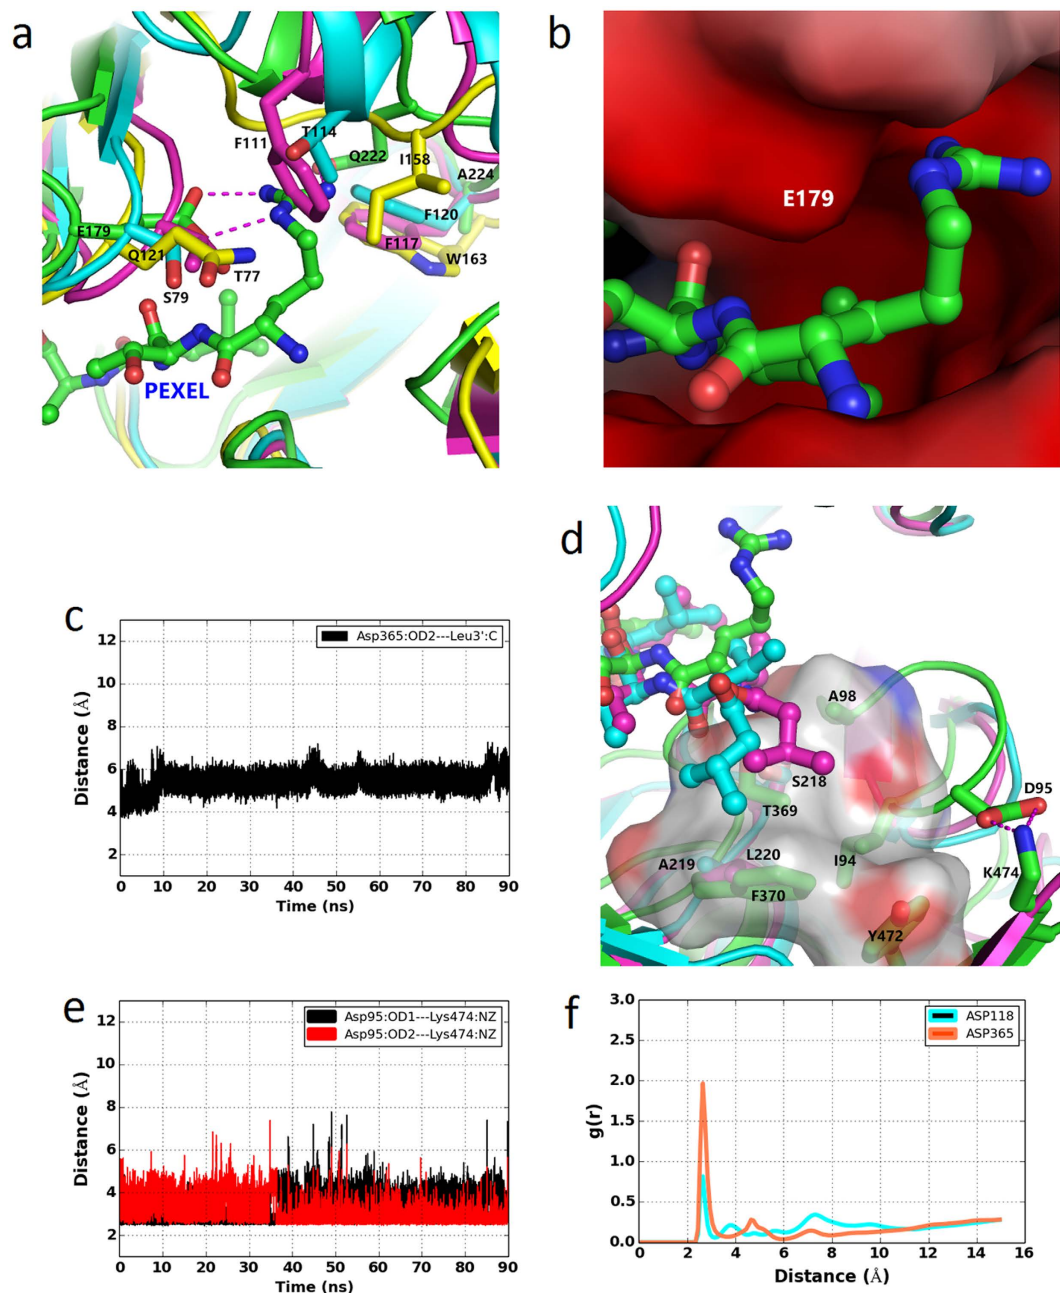 a
F111
T114
Q222
I158
A224
E179
F120
Q121
F117
T77
W163
S79
PEXEL
b
E179
c
Asp365:OD2---Leu3':C
12
10
8
6
4
2
Distance (Å)
0 10 20 30 40 50 60 70 80 90
Time (ns)
d
A98
S218
D95
T369
A219
L220
I94
K474
F370
Y472
e
Asp95:OD1---Lys474:NZ
Asp95:OD2---Lys474:NZ
12
10
8
6
4
2
Distance (Å)
0 10 20 30 40 50 60 70 80 90
Time (ns)
f
ASP118
ASP365
3.0
2.5
2.0
1.5
1.0
0.5
0.0
g(r)
0 2 4 6 8 10 12 14 16
Distance (Å)